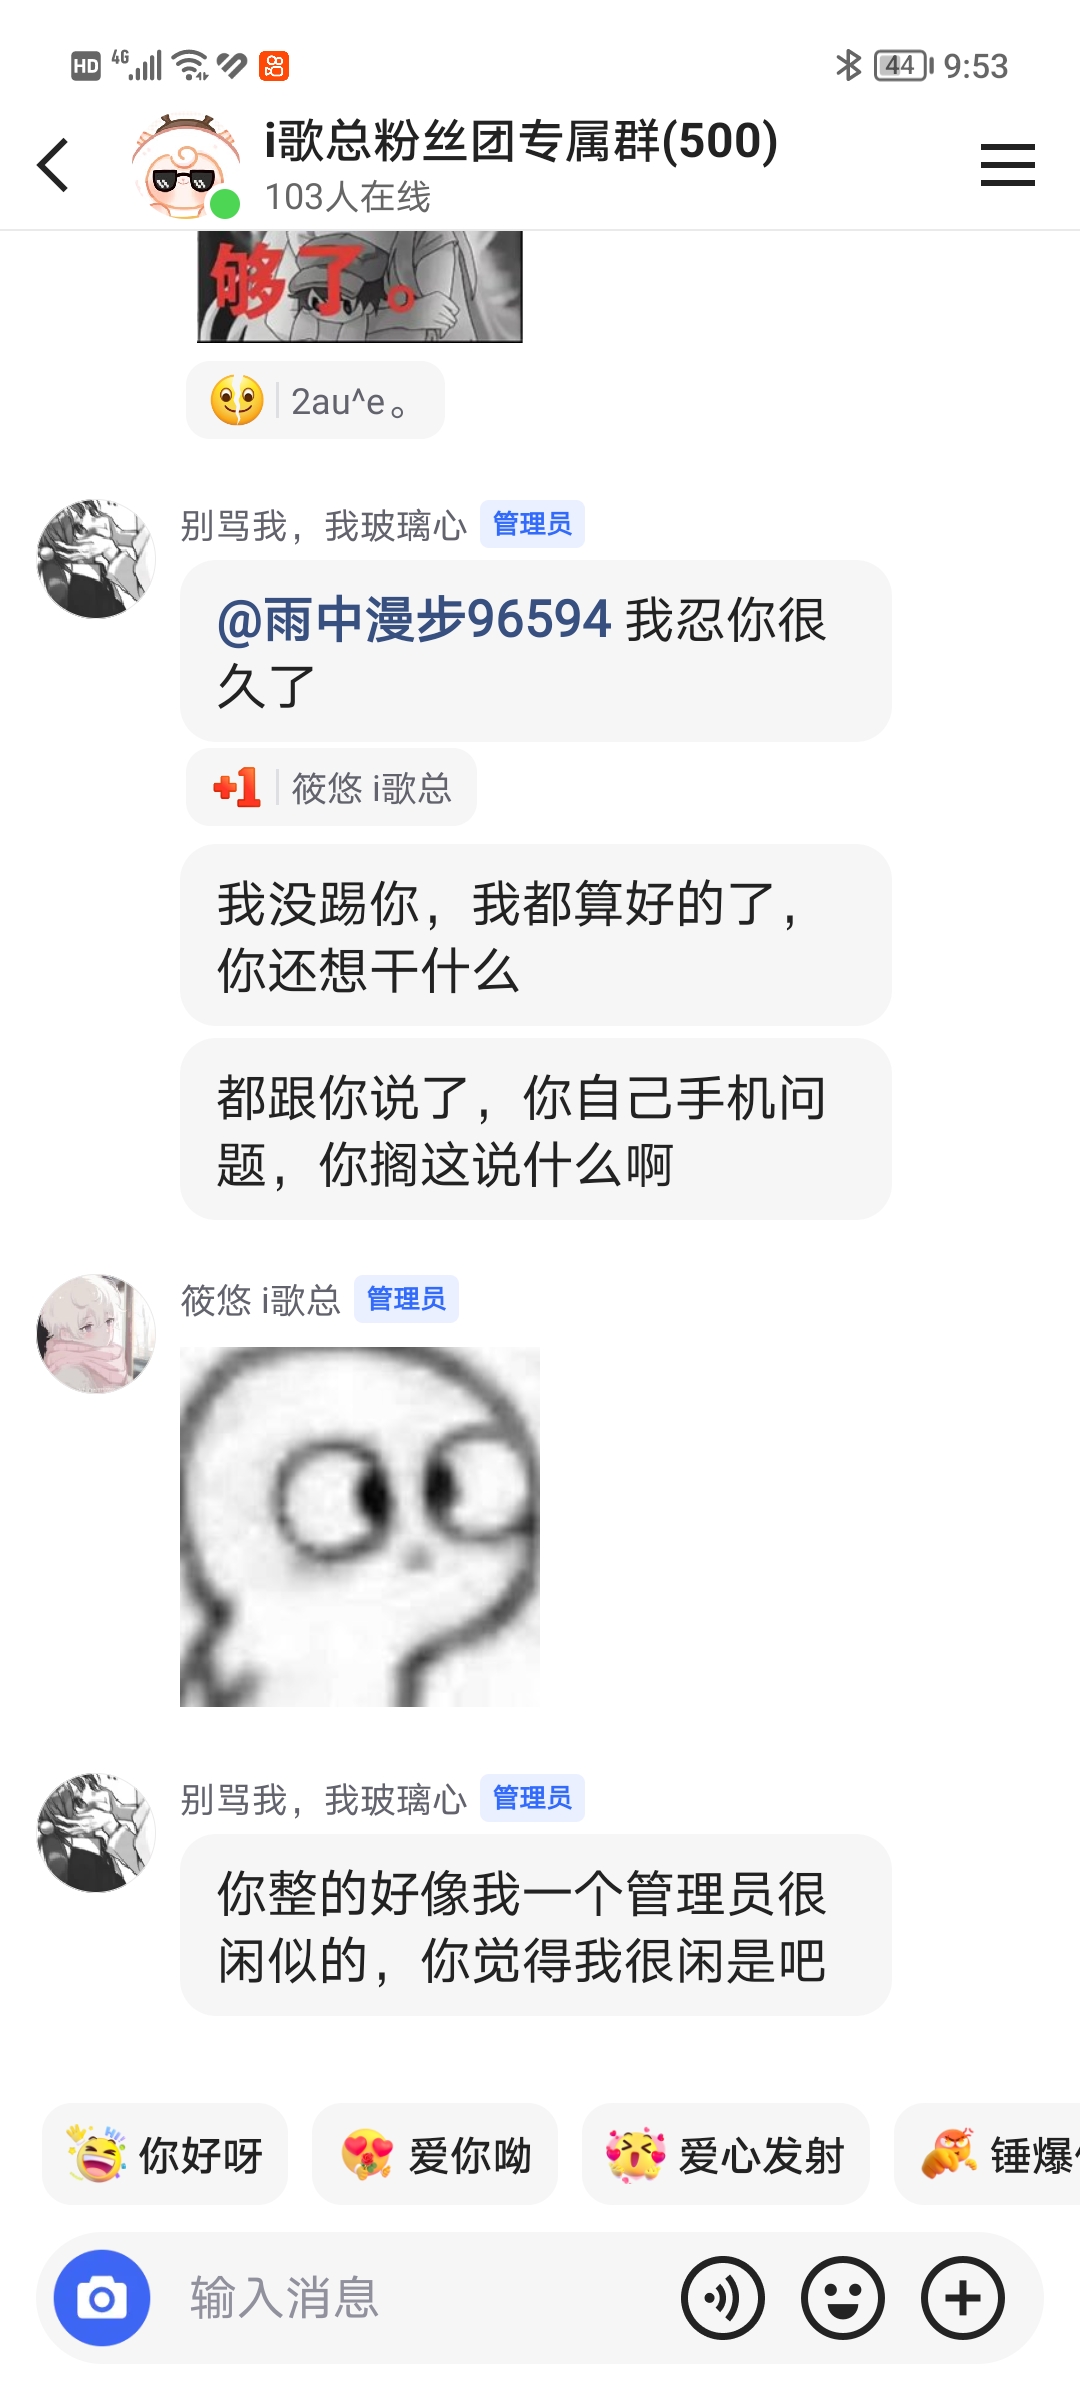 HD 4G 44 9:53
i歌总粉丝团专属群(500)
103人在线
够了。
2au^e。
别骂我，我玻璃心 管理员
@雨中漫步96594 我忍你很
久了
+1 筱悠 i歌总
我没踢你，我都算好的了，
你还想干什么
都跟你说了，你自己手机问
题，你搁这说什么啊
筱悠 i歌总 管理员
别骂我，我玻璃心 管理员
你整的好像我一个管理员很
闲似的，你觉得我很闲是吧
你好呀 爱你呦 爱心发射 锤爆
输入消息